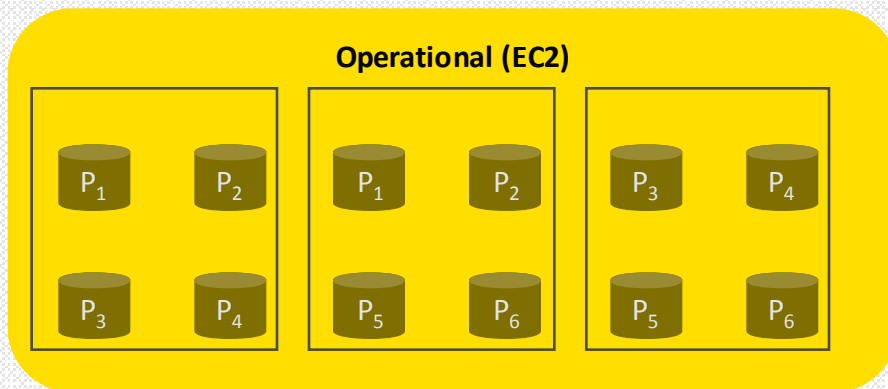 Operational (EC2)
P₁ P₂ P₁ P₂ P₃ P₄
P₃ P₄ P₅ P₆ P₅ P₆